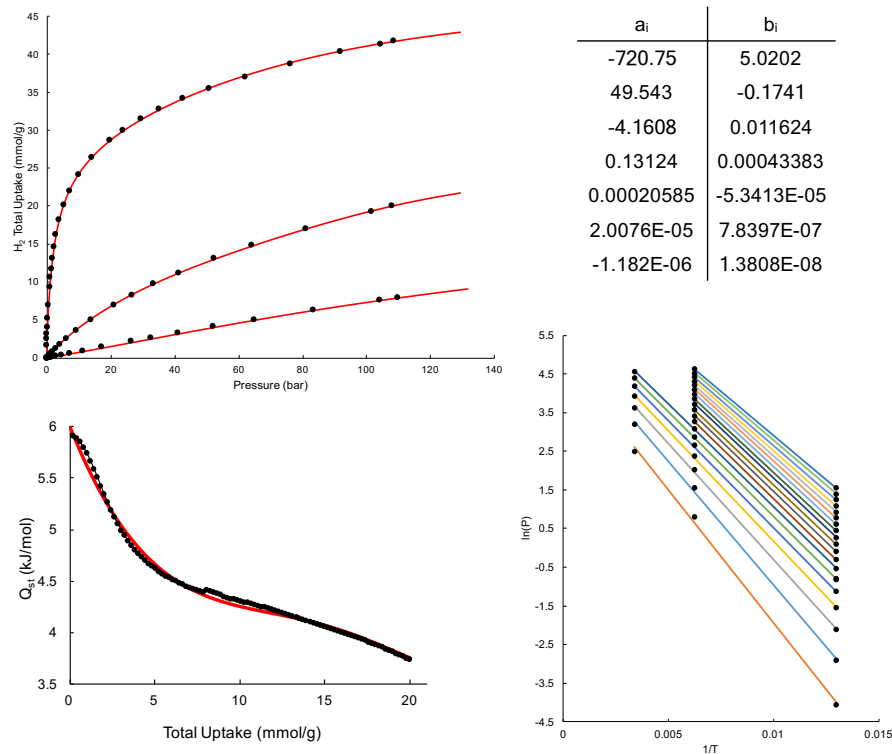 45
40
35
30
25
20
15
10
5
0
H₂ Total Uptake (mmol/g)
0 20 40 60 80 100 120 140
Pressure (bar)
aᵢ bᵢ
-720.75 5.0202
49.543 -0.1741
-4.1608 0.011624
0.13124 0.00043383
0.00020585 -5.3413E-05
2.0076E-05 7.8397E-07
-1.182E-06 1.3808E-08
6
5.5
5
4.5
4
3.5
Qst (kJ/mol)
0 5 10 15 20
Total Uptake (mmol/g)
5.5
4.5
3.5
2.5
1.5
0.5
-0.5
-1.5
-2.5
-3.5
-4.5
ln(P)
0 0.005 0.01 0.015
1/T